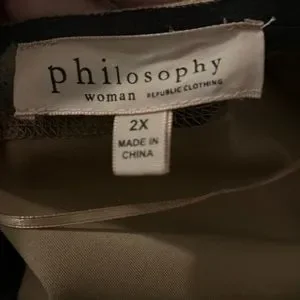 philosophy
woman REPUBLIC CLOTHING
2X
MADE IN
CHINA